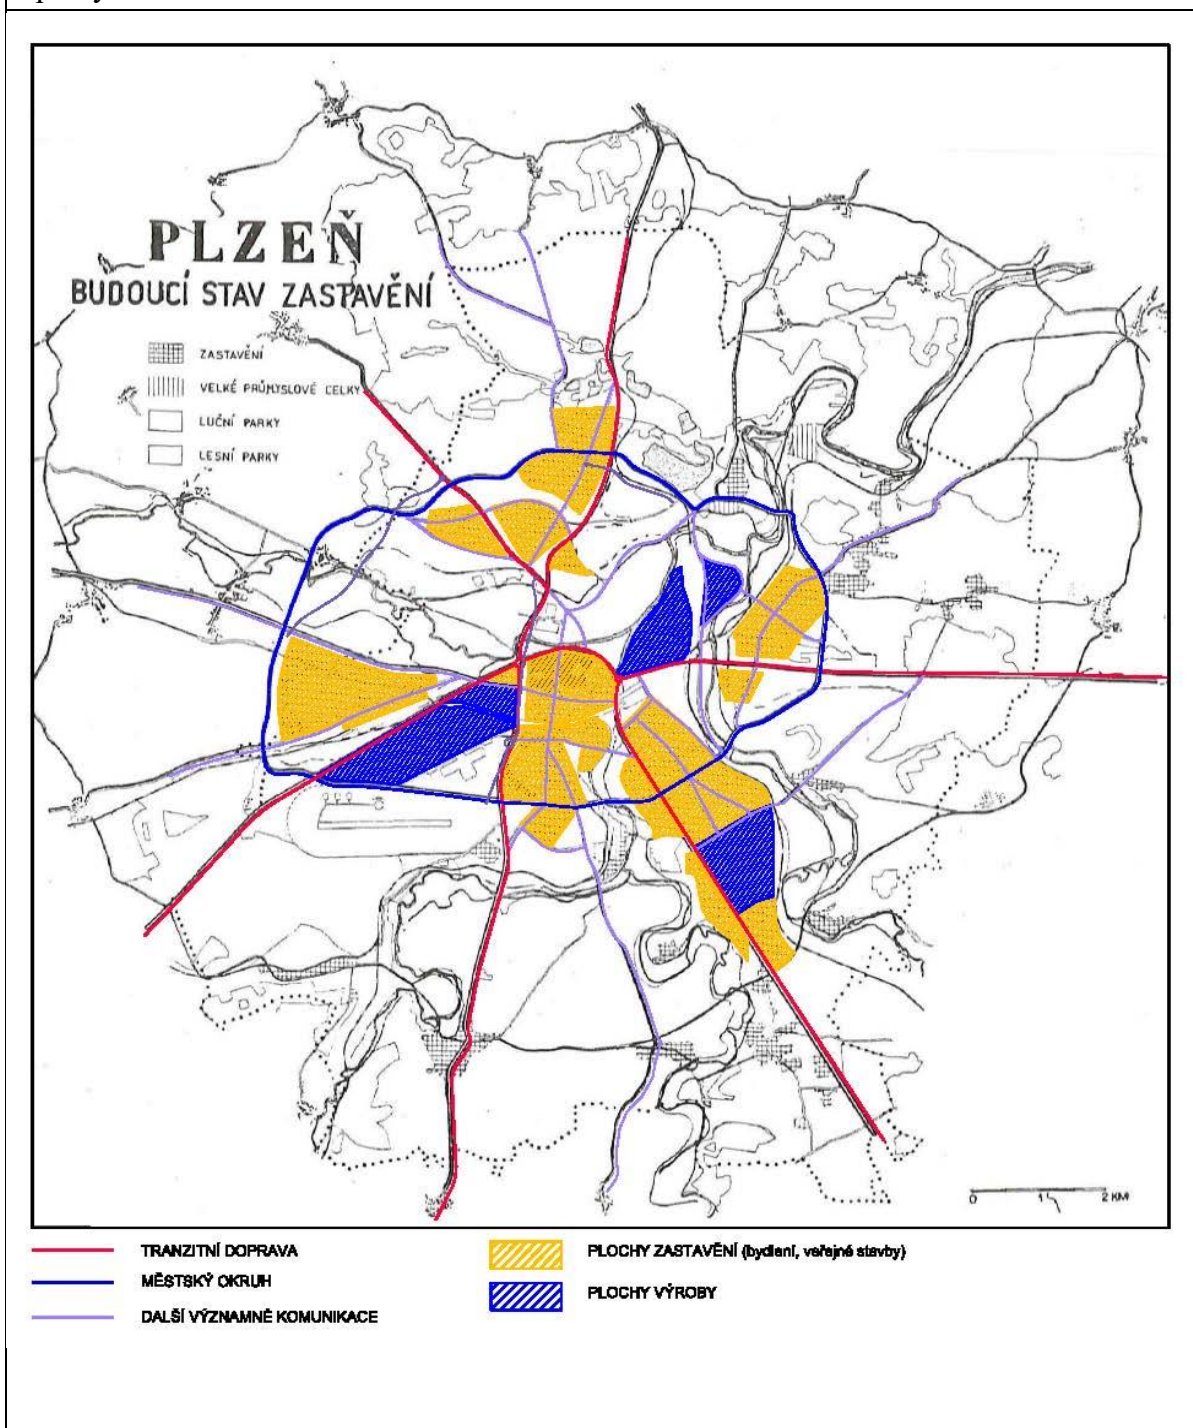 PLZEŇ
BUDOUCÍ STAV ZASTAVĚNÍ
ZASTAVĚNÍ
VELKÉ PRŮMYSLOVÉ CELKY
LUČNÍ PARKY
LESNÍ PARKY
0 1 2 KM
TRANZITNÍ DOPRAVA
MĚSTSKÝ OKRUH
DALŠÍ VÝZNAMNÉ KOMUNIKACE
PLOCHY ZASTAVĚNÍ (bydlení, veřejné stavby)
PLOCHY VÝROBY